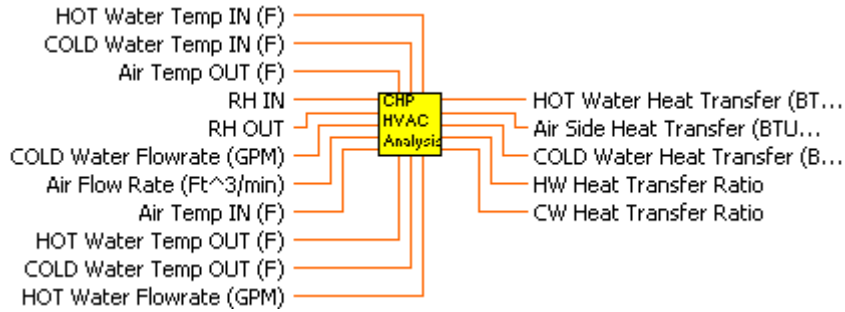 HOT Water Temp IN (F)
COLD Water Temp IN (F)
Air Temp OUT (F)
RH IN
RH OUT
COLD Water Flowrate (GPM)
Air Flow Rate (Ft^3/min)
Air Temp IN (F)
HOT Water Temp OUT (F)
COLD Water Temp OUT (F)
HOT Water Flowrate (GPM)
CHP
HVAC
Analysis
HOT Water Heat Transfer (BT...
Air Side Heat Transfer (BTU...
COLD Water Heat Transfer (B...
HW Heat Transfer Ratio
CW Heat Transfer Ratio